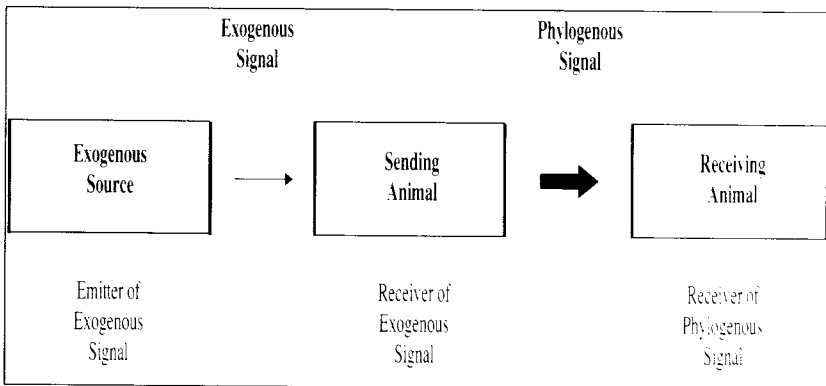 Exogenous
Signal
Phylogenous
Signal
Exogenous
Source
Sending
Animal
Receiving
Animal
Emitter of
Exogenous
Signal
Receiver of
Exogenous
Signal
Receiver of
Phylogenous
Signal